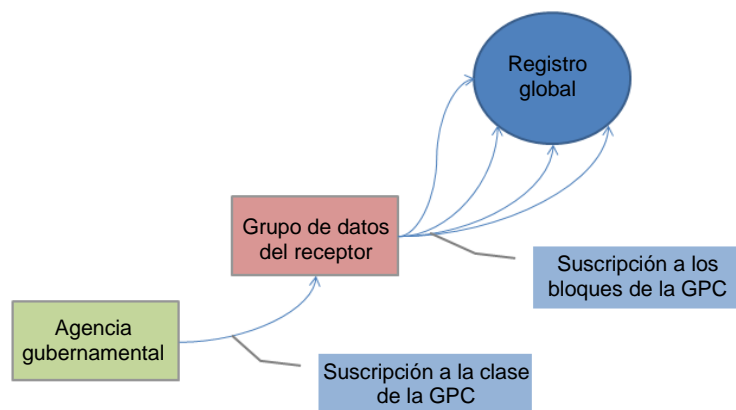 Registro
global
Grupo de datos
del receptor
Suscripción a los
bloques de la GPC
Agencia
gubernamental
Suscripción a la clase
de la GPC